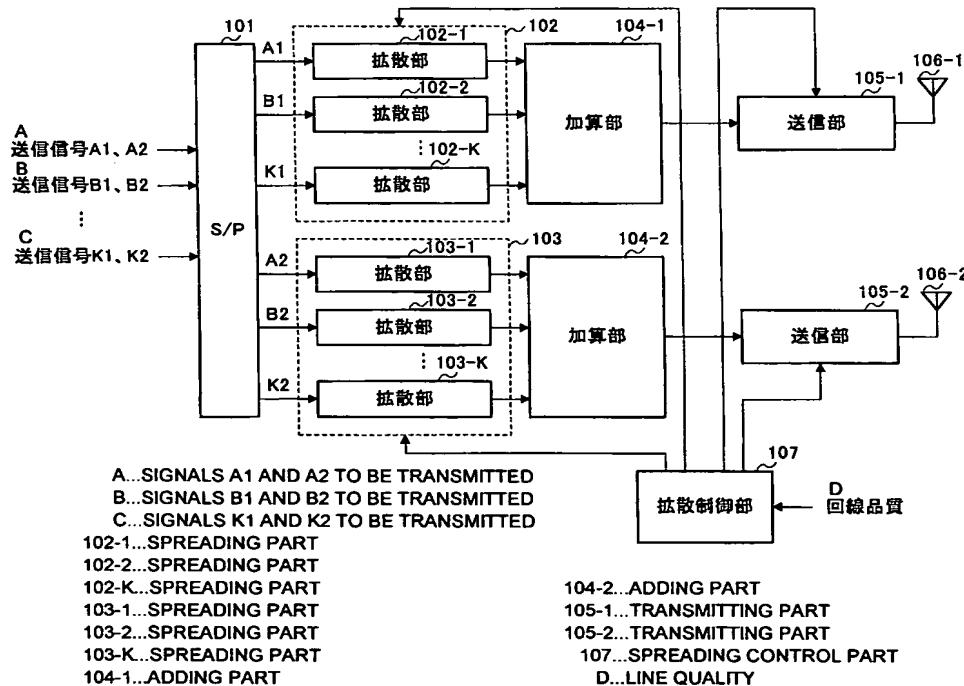 101
102
102-1
104-1
106-1
A1
拡散部
102-2
105-1
B1
拡散部
加算部
送信部
A
送信信号A1、A2
102-K
B
送信信号B1、B2
K1
拡散部
S/P
C
送信信号K1、K2
103
103-1
104-2
106-2
A2
拡散部
103-2
105-2
B2
拡散部
加算部
送信部
103-K
K2
拡散部
107
拡散制御部
D
回線品質
A...SIGNALS A1 AND A2 TO BE TRANSMITTED
B...SIGNALS B1 AND B2 TO BE TRANSMITTED
C...SIGNALS K1 AND K2 TO BE TRANSMITTED
102-1...SPREADING PART
102-2...SPREADING PART
102-K...SPREADING PART
103-1...SPREADING PART
103-2...SPREADING PART
103-K...SPREADING PART
104-1...ADDING PART
104-2...ADDING PART
105-1...TRANSMITTING PART
105-2...TRANSMITTING PART
107...SPREADING CONTROL PART
D...LINE QUALITY